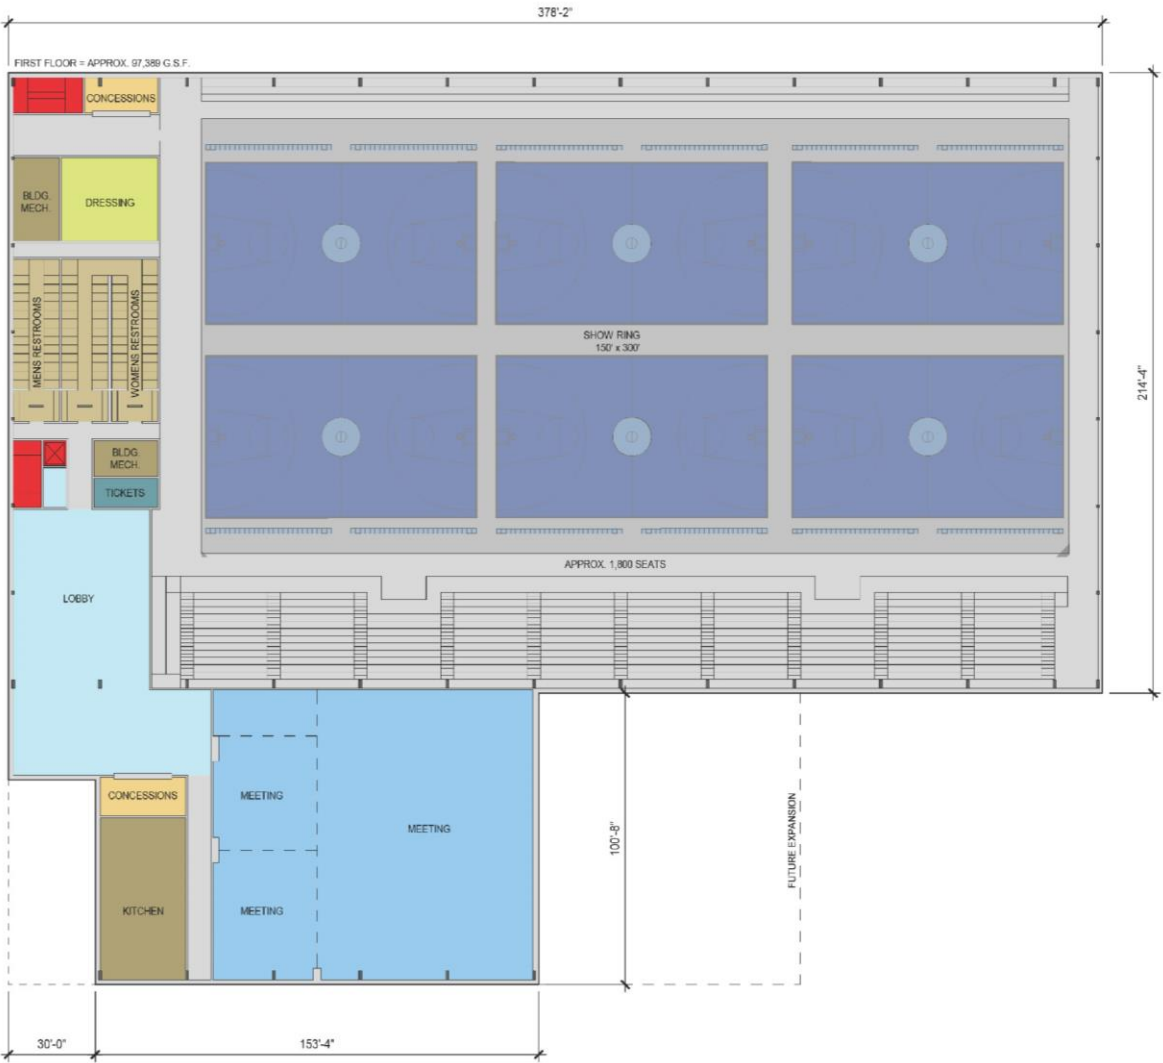 378'-2"
FIRST FLOOR = APPROX. 97,389 G.S.F.
CONCESSIONS
BLDG.
MECH.
DRESSING
MENS RESTROOMS
WOMENS RESTROOMS
SHOW RING
150' x 300'
214'-4"
BLDG.
MECH.
TICKETS
APPROX. 1,800 SEATS
LOBBY
CONCESSIONS
MEETING
MEETING
100'-8"
FUTURE EXPANSION
KITCHEN
MEETING
30'-0"
153'-4"